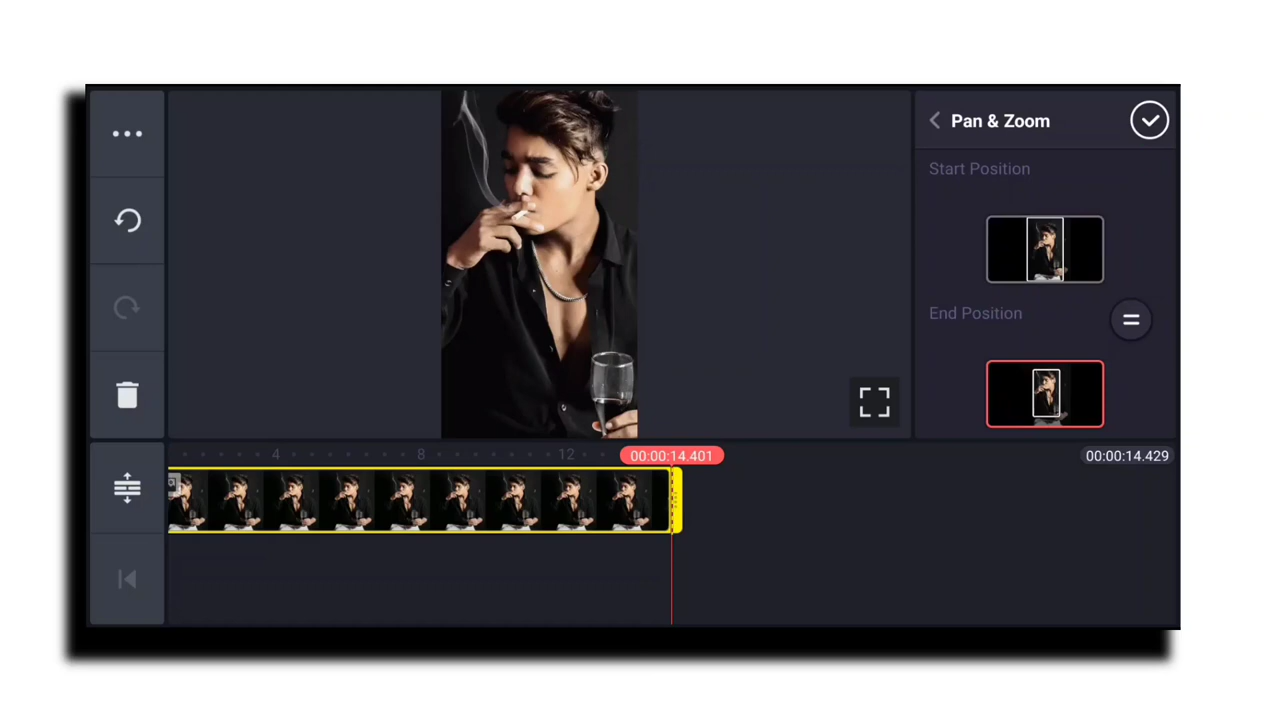 Pan & Zoom
Start Position
End Position
4
8
12
00:00:14.401
00:00:14.429